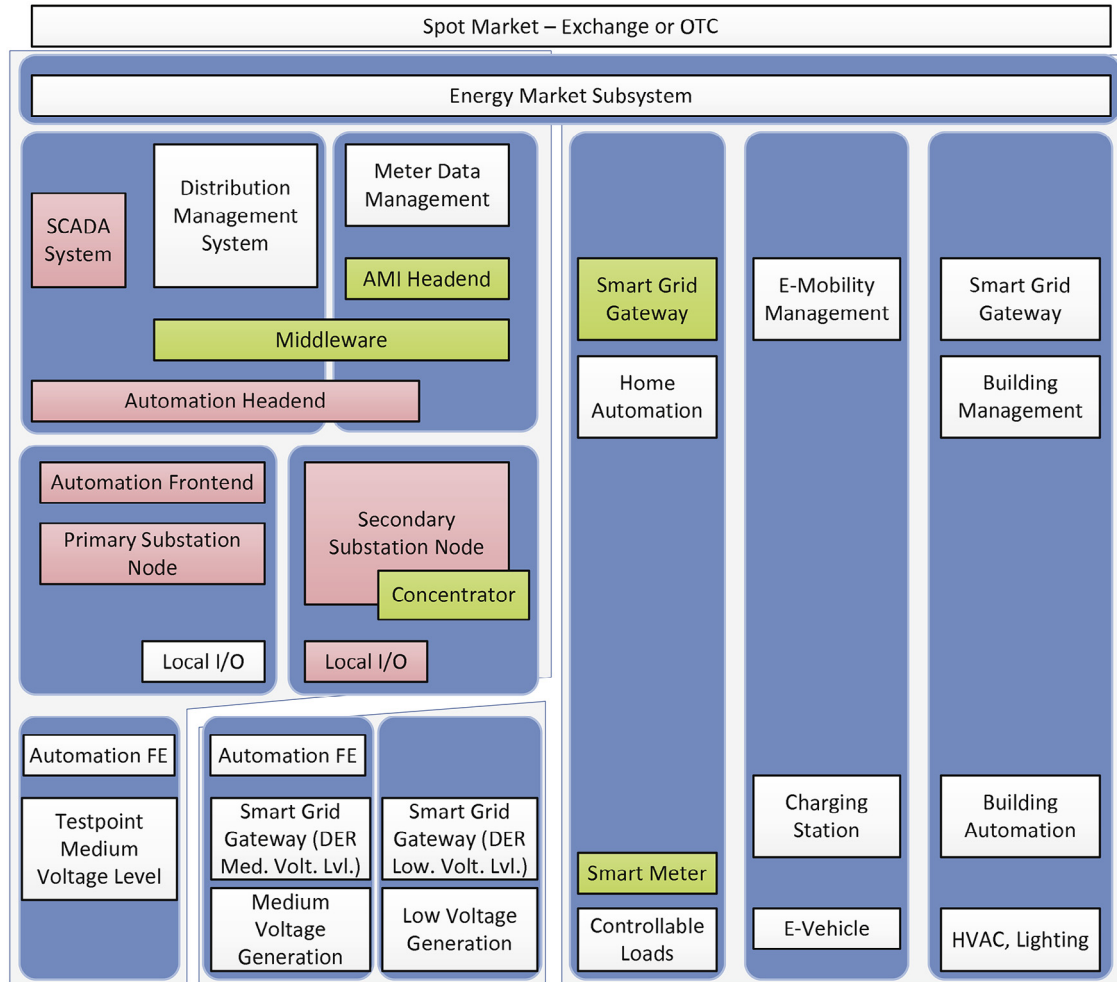 Spot Market – Exchange or OTC
Energy Market Subsystem
SCADA
System
Distribution
Management
System
Meter Data
Management
AMI Headend
Middleware
Automation Headend
Automation Frontend
Primary Substation
Node
Local I/O
Secondary
Substation Node
Concentrator
Local I/O
Automation FE
Testpoint
Medium
Voltage Level
Automation FE
Smart Grid
Gateway (DER
Med. Volt. Lvl.)
Medium
Voltage
Generation
Smart Grid
Gateway (DER
Low. Volt. Lvl.)
Low Voltage
Generation
Smart Grid
Gateway
Home
Automation
Smart Meter
Controllable
Loads
E-Mobility
Management
Charging
Station
E-Vehicle
Smart Grid
Gateway
Building
Management
Building
Automation
HVAC, Lighting